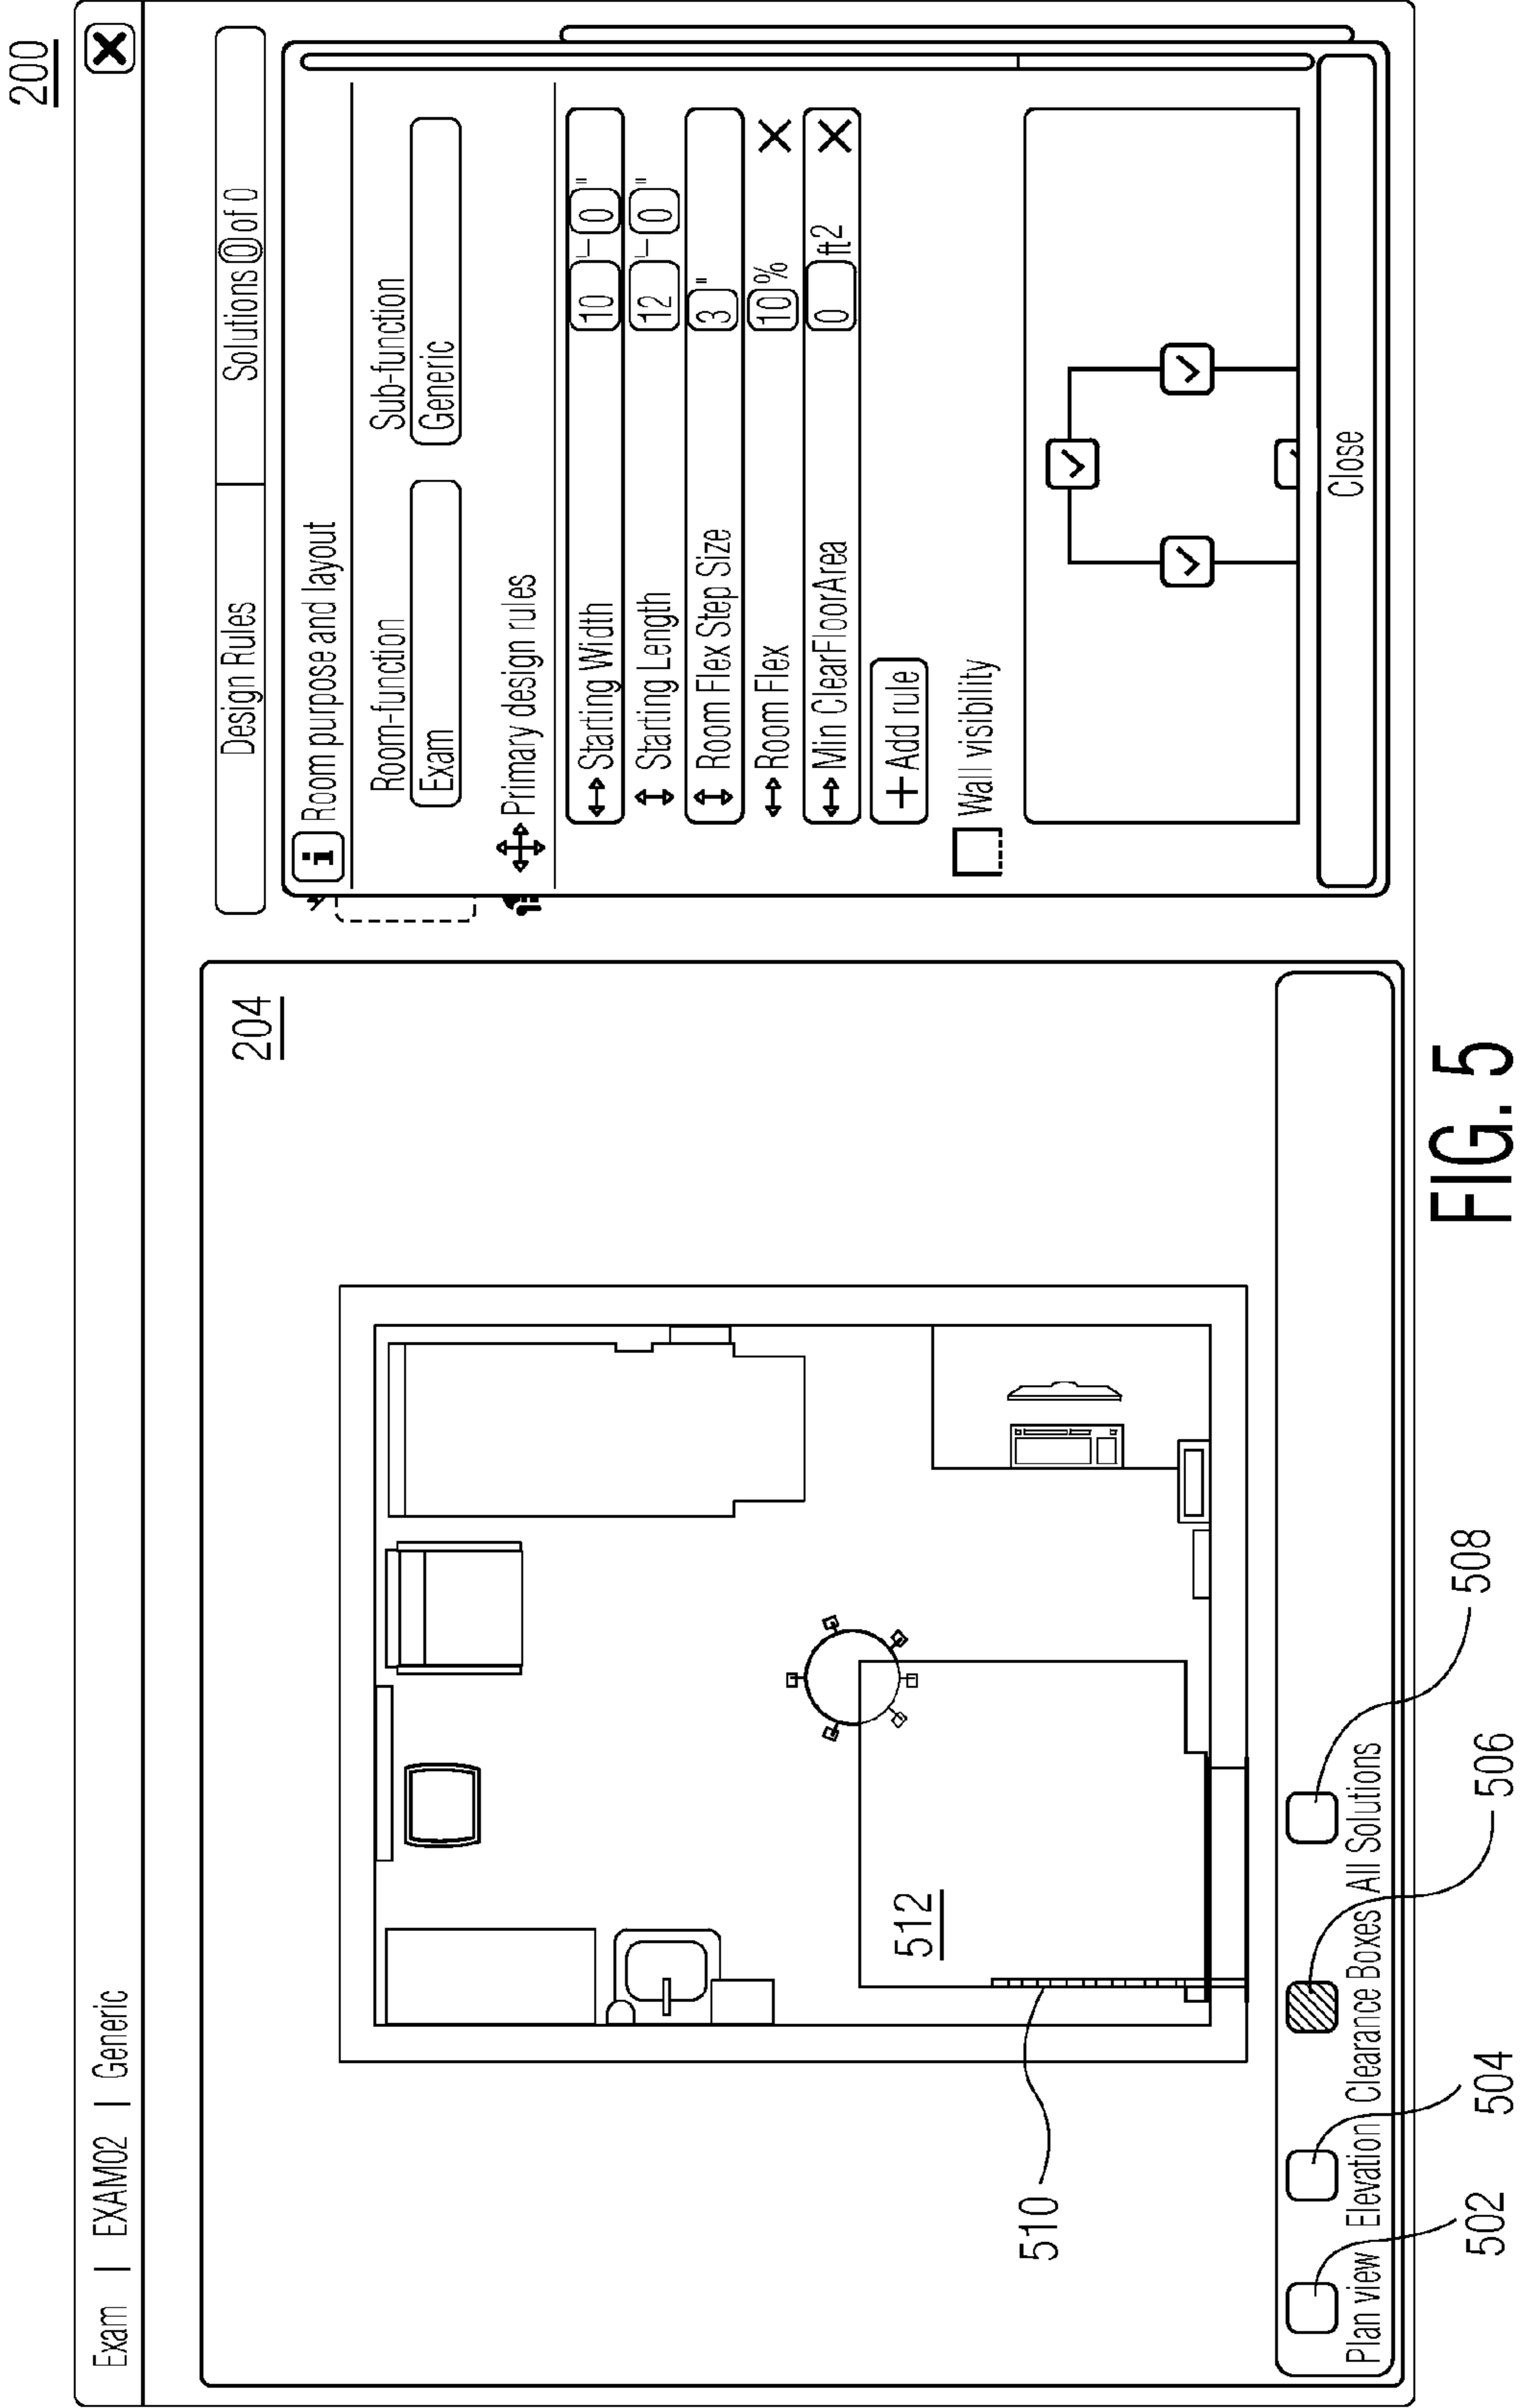 200
Exam | EXAM02 | Generic
204
512
510
Plan view
Elevation
Clearance Boxes
All Solutions
502
504
506
508
Design Rules
Solutions 0 of 0
i Room purpose and layout
Room-function
Sub-function
Exam
Generic
Primary design rules
Starting Width 10 '– 0 "
Starting Length 12 '– 0 "
Room Flex Step Size 3 "
Room Flex 10 %
Min ClearFloorArea 0 ft2
+ Add rule
Wall visibility
Close
FIG. 5